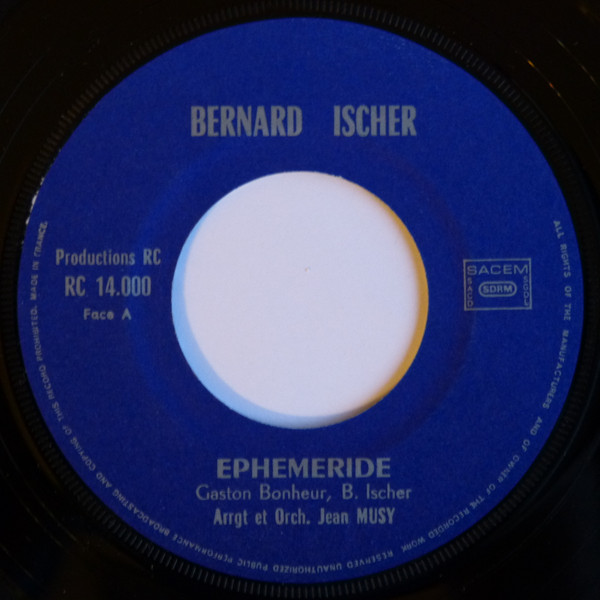 BERNARD ISCHER
Productions RC
RC 14.000
Face A
SACEM
SACD
SDRM
SGDL
EPHEMERIDE
Gaston Bonheur, B. Ischer
Arrgt et Orch. Jean MUSY
ALL RIGHTS OF THE MANUFACTURERS AND OF OWNER OF THE RECORDED WORK RESERVED UNAUTHORIZED PUBLIC PERFORMANCE BROADCASTING AND COPYING OF THIS RECORD PROHIBITED. MADE IN FRANCE.